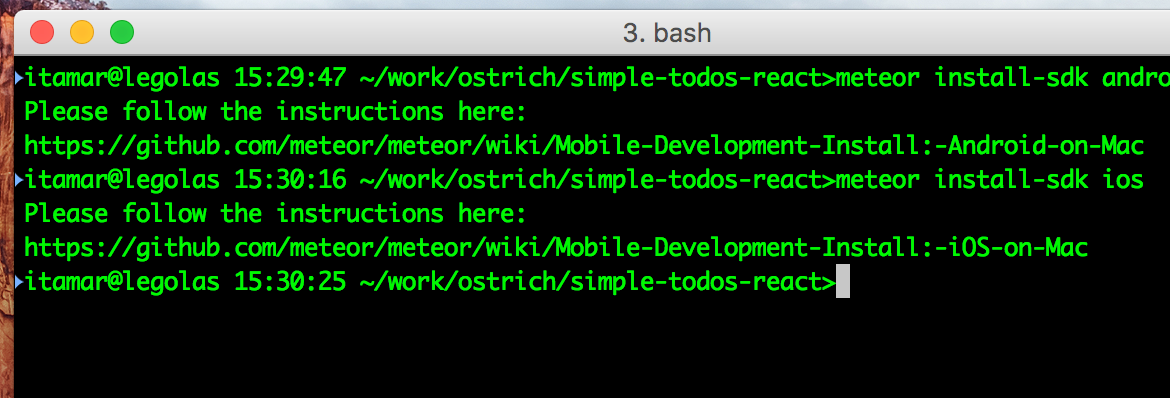 3. bash
itamar@legolas 15:29:47 ~/work/ostrich/simple-todos-react>meteor install-sdk andro
Please follow the instructions here:
https://github.com/meteor/meteor/wiki/Mobile-Development-Install:-Android-on-Mac
itamar@legolas 15:30:16 ~/work/ostrich/simple-todos-react>meteor install-sdk ios
Please follow the instructions here:
https://github.com/meteor/meteor/wiki/Mobile-Development-Install:-iOS-on-Mac
itamar@legolas 15:30:25 ~/work/ostrich/simple-todos-react>